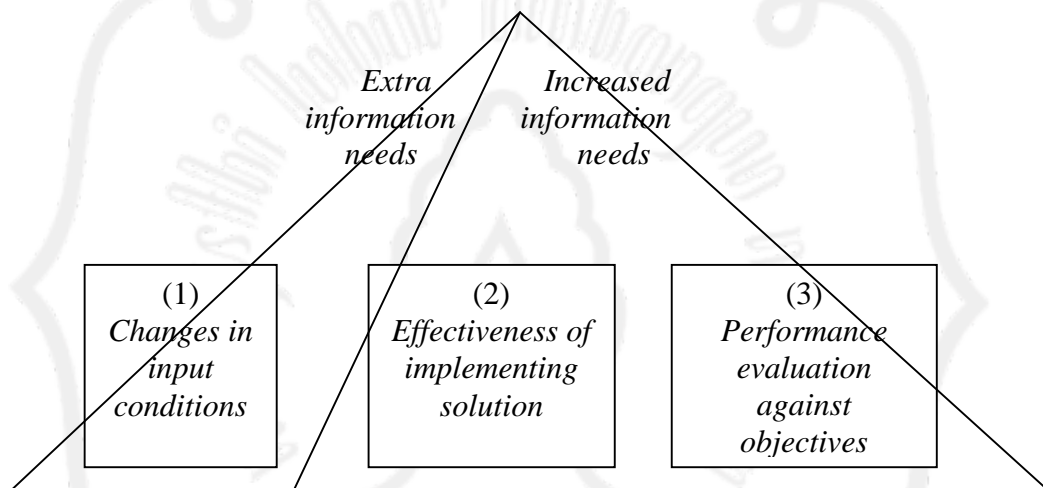 Extra
information
needs
Increased
information
needs
(1)
Changes in
input
conditions
(2)
Effectiveness of
implementing
solution
(3)
Performance
evaluation
against
objectives